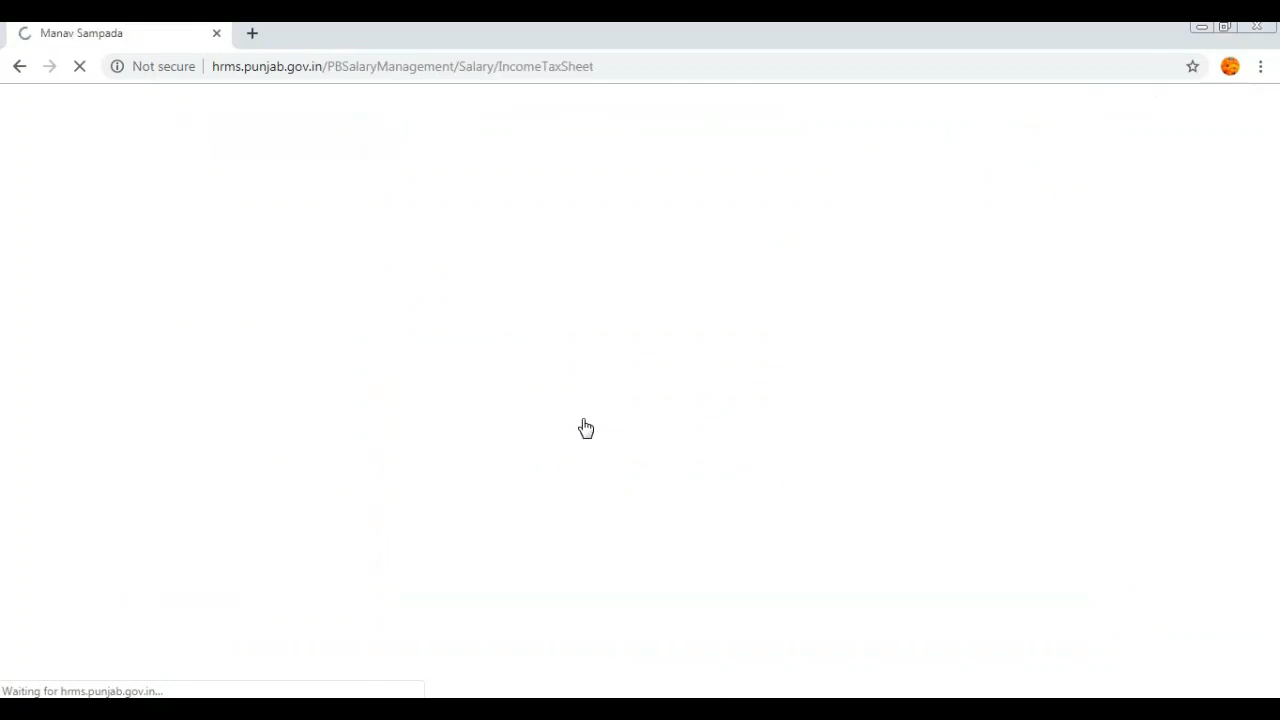 Manav Sampada
Not secure
hrms.punjab.gov.in/PBSalaryManagement/Salary/IncomeTaxSheet
Waiting for hrms.punjab.gov.in...